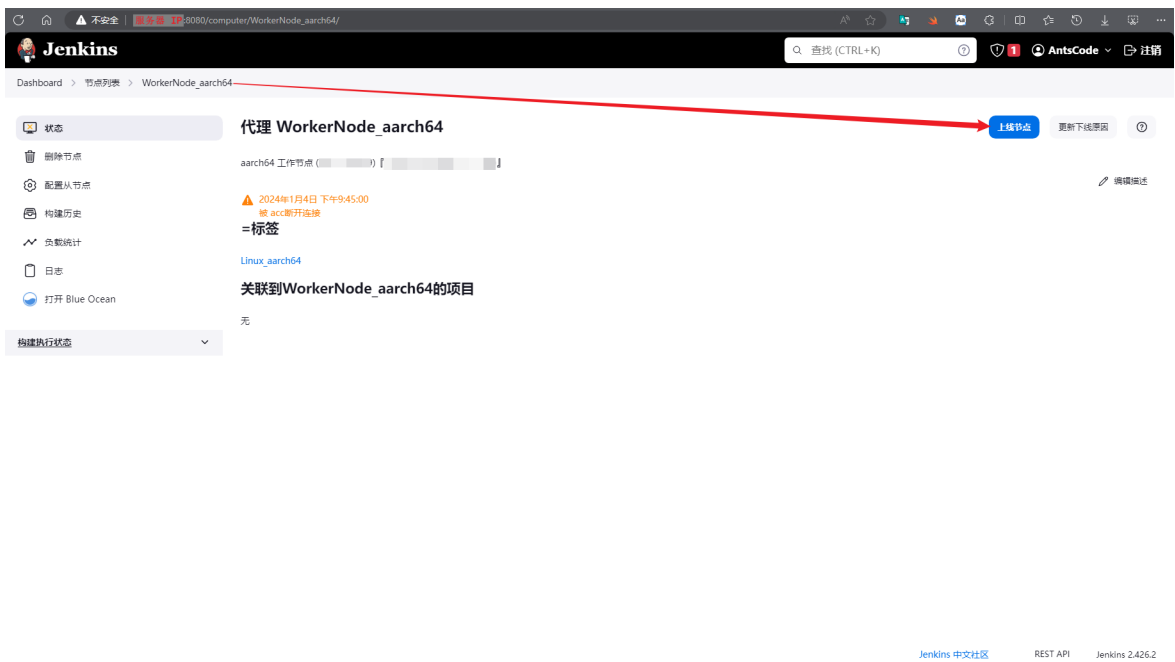 不安全 服务器 IP:8080/computer/WorkerNode_aarch64/
Jenkins
查找 (CTRL+K)
1
AntsCode
注销
Dashboard > 节点列表 > WorkerNode_aarch64
状态
删除节点
配置从节点
构建历史
负载统计
日志
打开 Blue Ocean
构建执行状态
代理 WorkerNode_aarch64
上线节点
更新下线原因
编辑描述
aarch64 工作节点 (
2024年1月4日 下午9:45:00
被 acc断开连接
=标签
Linux_aarch64
关联到WorkerNode_aarch64的项目
无
Jenkins 中文社区
REST API
Jenkins 2.426.2